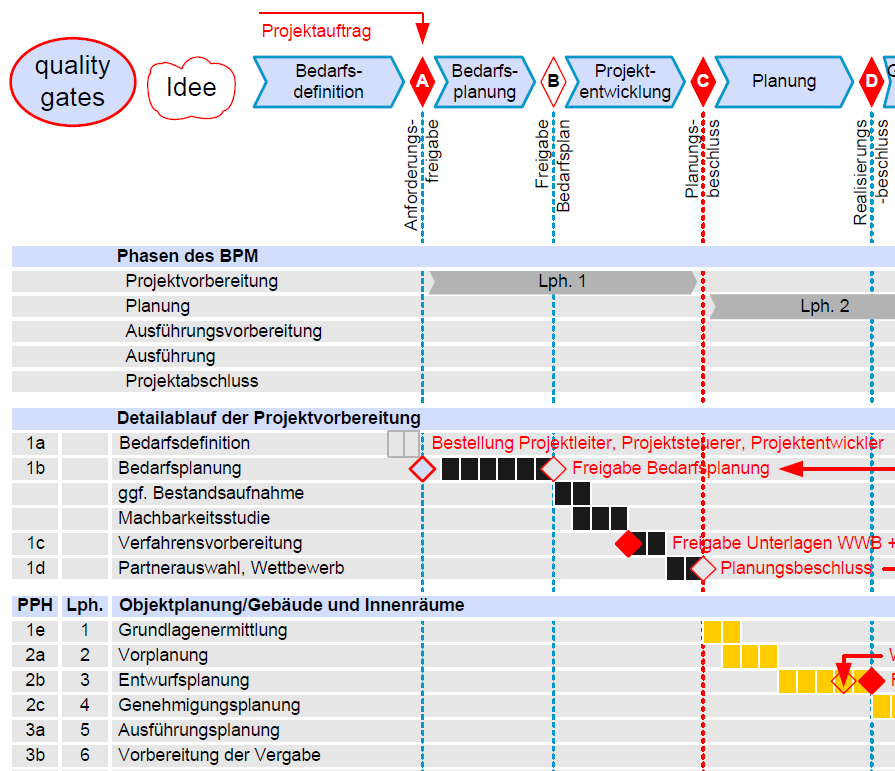 Projektauftrag
quality
gates
Idee
Bedarfs-
definition
A
Bedarfs-
planung
B
Projekt-
entwicklung
C
Planung
D
G
Anforderungs-
freigabe
Freigabe
Bedarfsplan
Planungs-
beschluss
Realisierungs
-beschluss
Phasen des BPM
Projektvorbereitung
Lph. 1
Planung
Lph. 2
Ausführungsvorbereitung
Ausführung
Projektabschluss
Detailablauf der Projektvorbereitung
1a Bedarfsdefinition Bestellung Projektleiter, Projektsteuerer, Projektentwickler
1b Bedarfsplanung Freigabe Bedarfsplanung
ggf. Bestandsaufnahme
Machbarkeitsstudie
1c Verfahrensvorbereitung Freigabe Unterlagen WWB +
1d Partnerauswahl, Wettbewerb Planungsbeschluss
PPH Lph. Objektplanung/Gebäude und Innenräume
1e 1 Grundlagenermittlung
2a 2 Vorplanung
2b 3 Entwurfsplanung
2c 4 Genehmigungsplanung
3a 5 Ausführungsplanung
3b 6 Vorbereitung der Vergabe